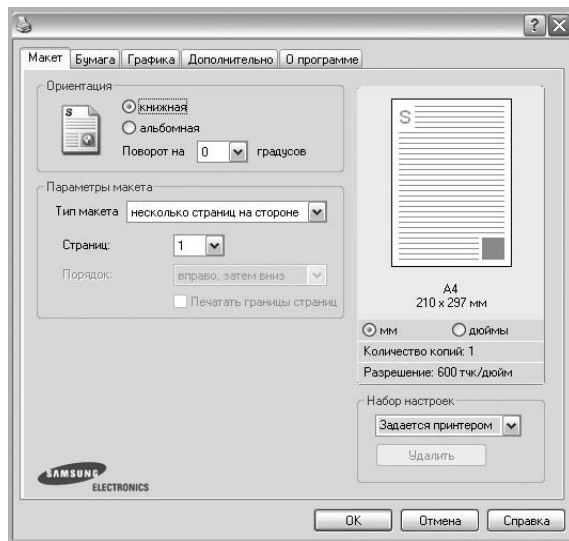 Макет Бумага Графика Дополнительно О программе
Ориентация
S
книжная
альбомная
Поворот на 0 градусов
Параметры макета
Тип макета несколько страниц на стороне
Страниц: 1
Порядок: вправо, затем вниз
Печатать границы страниц
S
A4
210 x 297 мм
мм дюймы
Количество копий: 1
Разрешение: 600 тчк/дюйм
Набор настроек
Задается принтером
Удалить
SAMSUNG
ELECTRONICS
OK Отмена Справка